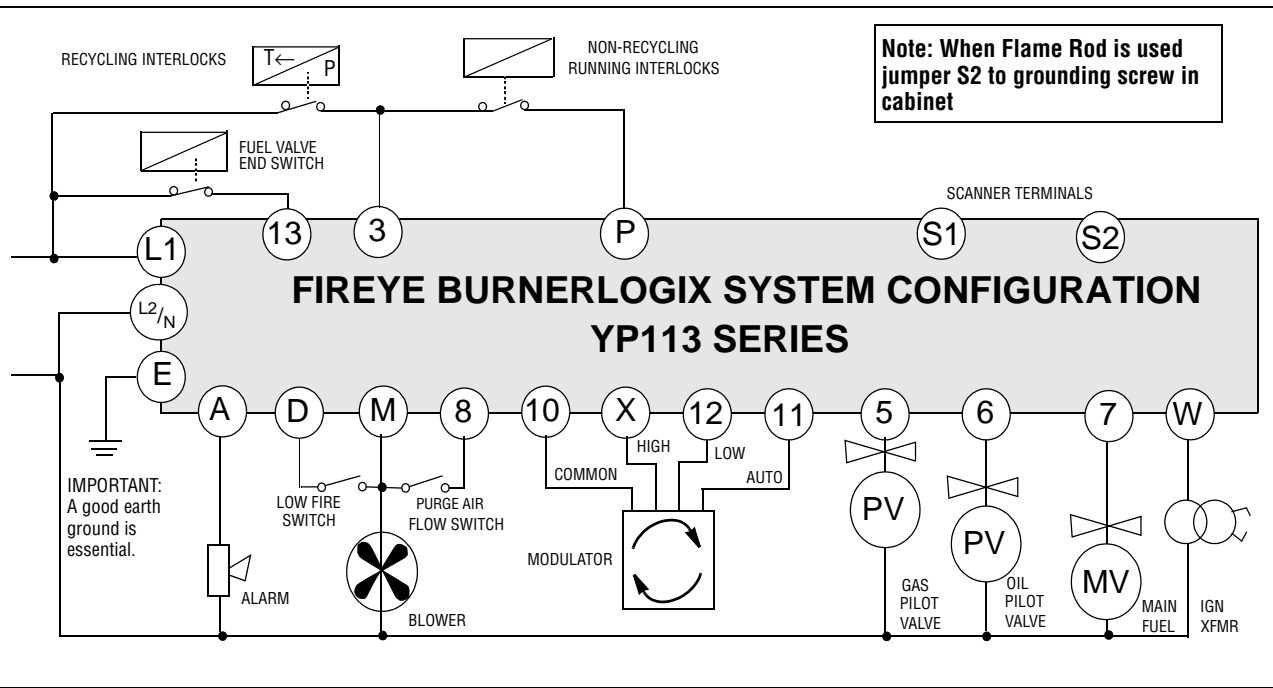 RECYCLING INTERLOCKS
T←
P
NON-RECYCLING
RUNNING INTERLOCKS
Note: When Flame Rod is used
jumper S2 to grounding screw in
cabinet
FUEL VALVE
END SWITCH
SCANNER TERMINALS
L1
13
3
P
S1
S2
L2/N
E
FIREYE BURNERLOGIX SYSTEM CONFIGURATION
YP113 SERIES
A
D
M
8
10
X
12
11
5
6
7
W
IMPORTANT:
A good earth
ground is
essential.
LOW FIRE
SWITCH
PURGE AIR
FLOW SWITCH
COMMON
HIGH
LOW
AUTO
MODULATOR
PV
PV
MV
ALARM
BLOWER
GAS
PILOT
VALVE
OIL
PILOT
VALVE
MAIN
FUEL
IGN
XFMR